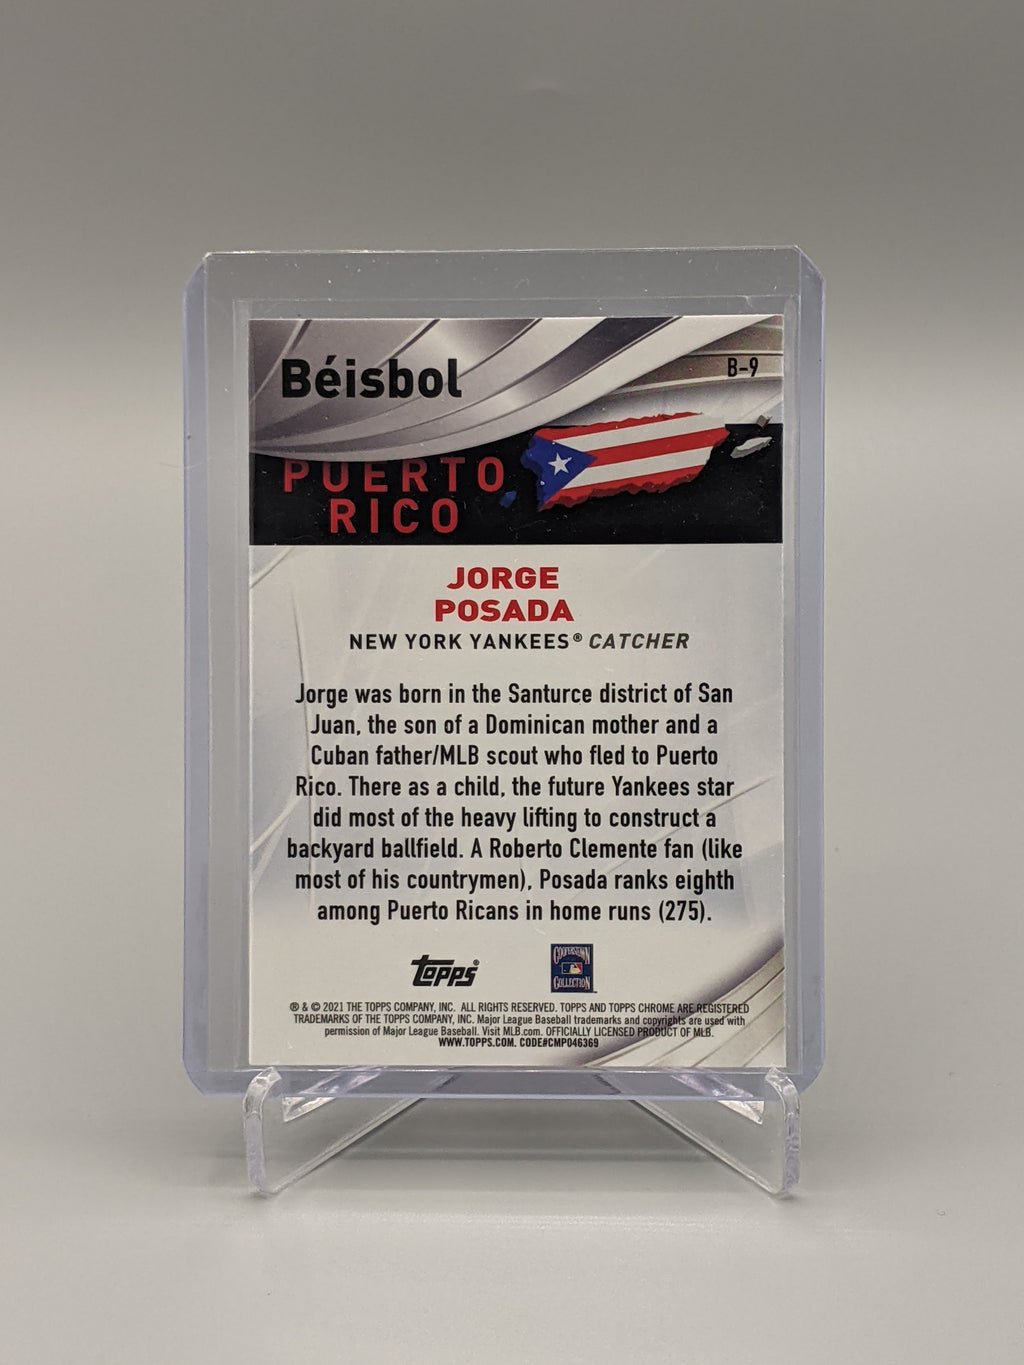 Béisbol
B-9
PUERTO
RICO
JORGE
POSADA
NEW YORK YANKEES® CATCHER
Jorge was born in the Santurce district of San
Juan, the son of a Dominican mother and a
Cuban father/MLB scout who fled to Puerto
Rico. There as a child, the future Yankees star
did most of the heavy lifting to construct a
backyard ballfield. A Roberto Clemente fan (like
most of his countrymen), Posada ranks eighth
among Puerto Ricans in home runs (275).
Topps®
COOPERSTOWN
COLLECTION
® & © 2021 THE TOPPS COMPANY, INC. ALL RIGHTS RESERVED. TOPPS AND TOPPS CHROME ARE REGISTERED
TRADEMARKS OF THE TOPPS COMPANY, INC. Major League Baseball trademarks and copyrights are used with
permission of Major League Baseball. Visit MLB.com. OFFICIALLY LICENSED PRODUCT OF MLB.
WWW.TOPPS.COM. CODE#CMP046369